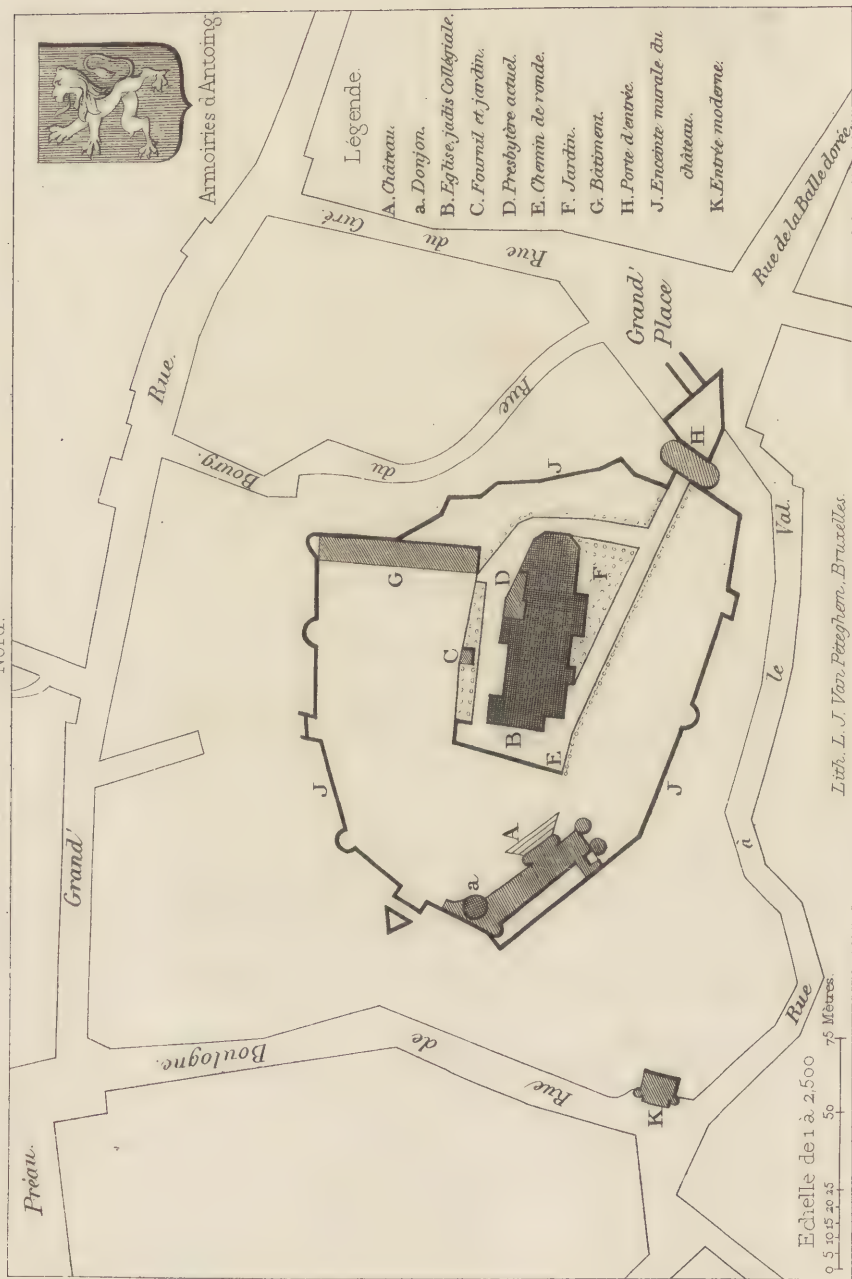 Nord.
Armoiries d'Antoing.
Légende.
A. Château.
a. Donjon.
B. Eglise, jadis Collégiale.
C. Fournil et jardin.
D. Presbytère actuel.
E. Chemin de ronde.
F. Jardin.
G. Bâtiment.
H. Porte d'entrée.
J. Enceinte murale du
château.
K. Entrée moderne.
Préau.
Grand'
Rue.
Rue
du
Bourg.
Rue
du
Curé.
Grand'
Place
Rue de la Balle dorée.
Rue
de
Boulogne.
Rue
à
le
Val.
A
a
B
C
D
E
F
G
H
J
J
J
K
Echelle de 1 à 2,500
0 5 10 15 20 25 50 75 Mètres.
Lith. L. J. Van Péteghem, Bruxelles.